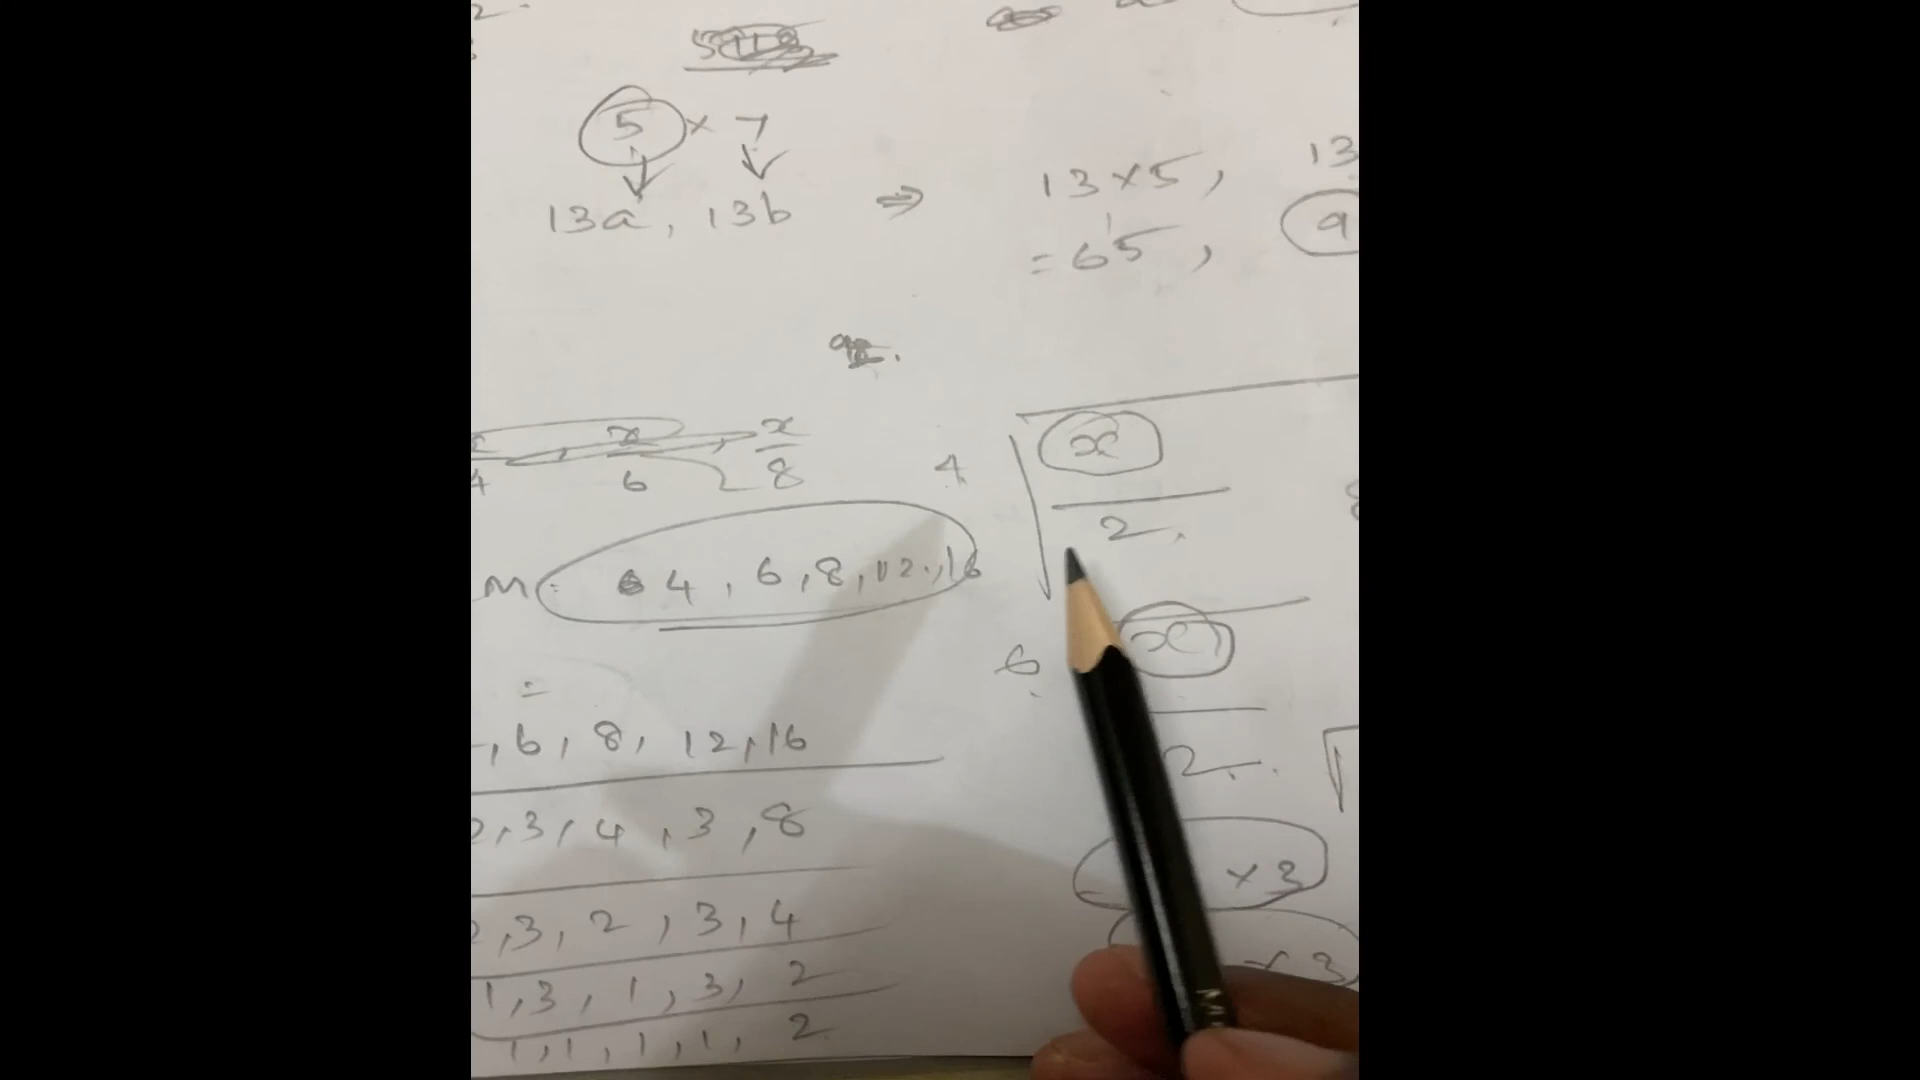 5 × 7
13a, 13b ⇒ 13×5, 13
= 65, 9
x/6 x/8
4 x/2.
M: 4, 6, 8, 12, 16
6 x
, 6, 8, 12, 16
2.
, 3, 4, 3, 8
× 3
, 3, 2, 3, 4
× 3
1, 3, 1, 3, 2
1, 1, 1, 1, 2